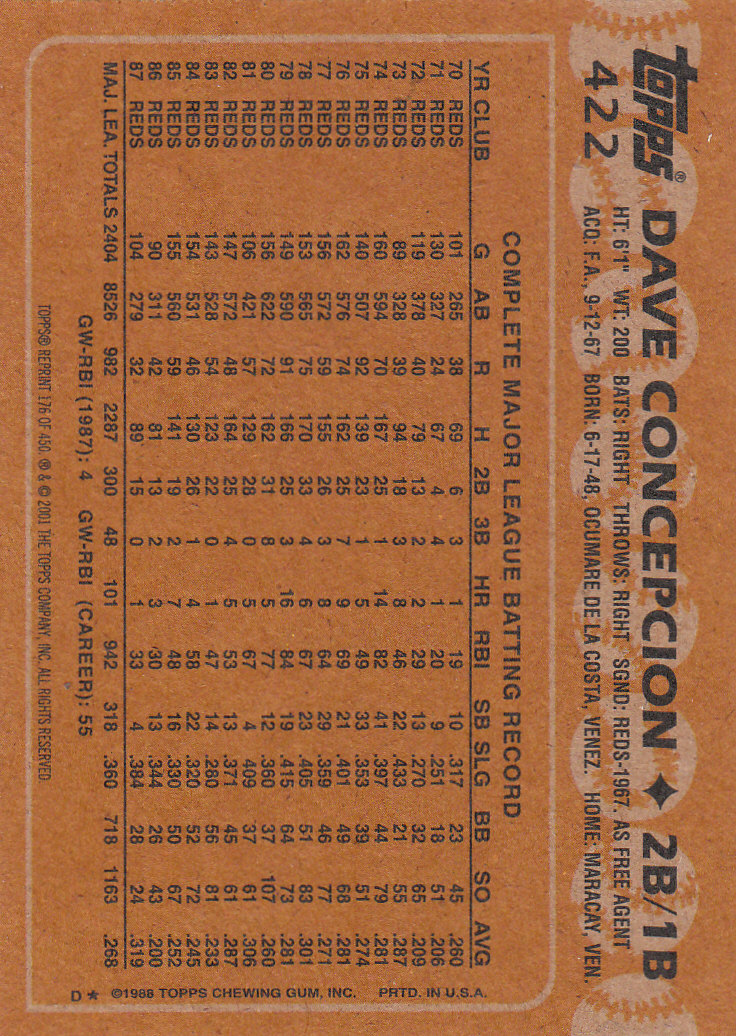 topps® DAVE CONCEPCION ✦ 2B/1B
422 HT: 6'1" WT: 200 BATS: RIGHT THROWS: RIGHT SGND: REDS-1967. AS FREE AGENT
ACQ: F.A., 9-12-67 BORN: 6-17-48, OCUMARE DE LA COSTA, VENEZ. HOME: MARACAY, VEN.
COMPLETE MAJOR LEAGUE BATTING RECORD
YR CLUB G AB R H 2B 3B HR RBI SB SLG BB SO AVG
70 REDS 101 265 38 69 6 3 1 19 10 .317 23 45 .260
71 REDS 130 327 24 67 4 4 1 20 9 .251 18 51 .206
72 REDS 119 378 40 79 13 2 2 29 13 .270 32 65 .209
73 REDS 89 328 39 94 18 3 8 46 22 .433 21 55 .287
74 REDS 160 594 70 167 25 1 14 82 41 .397 44 79 .281
75 REDS 140 507 62 139 23 1 5 49 33 .353 39 51 .274
76 REDS 162 576 74 162 25 7 9 69 21 .401 49 68 .281
77 REDS 156 572 59 155 26 3 8 64 29 .359 46 77 .271
78 REDS 153 565 75 170 33 4 6 67 23 .405 51 83 .301
79 REDS 149 590 91 166 25 3 16 84 19 .415 64 73 .281
80 REDS 156 622 72 162 31 8 5 77 12 .360 37 107 .260
81 REDS 106 421 57 129 28 0 5 67 4 .409 37 61 .306
82 REDS 147 572 48 164 25 4 5 53 13 .371 45 61 .287
83 REDS 143 528 54 123 22 0 1 47 14 .280 56 81 .233
84 REDS 154 531 46 130 26 1 4 58 22 .320 52 72 .245
85 REDS 155 560 59 141 19 2 7 48 16 .330 50 67 .252
86 REDS 90 311 42 81 13 2 3 30 13 .344 26 43 .260
87 REDS 104 279 32 89 15 0 1 33 4 .384 28 24 .319
MAJ. LEA. TOTALS 2404 8526 982 2287 300 48 101 942 318 .360 718 1163 .268
GW-RBI (1987): 4 GW-RBI (CAREER): 55
D* ©1988 TOPPS CHEWING GUM, INC. PRTD. IN U.S.A.
TOPPS® REPRINT 176 OF 450. ® & © 2001 THE TOPPS COMPANY, INC. ALL RIGHTS RESERVED